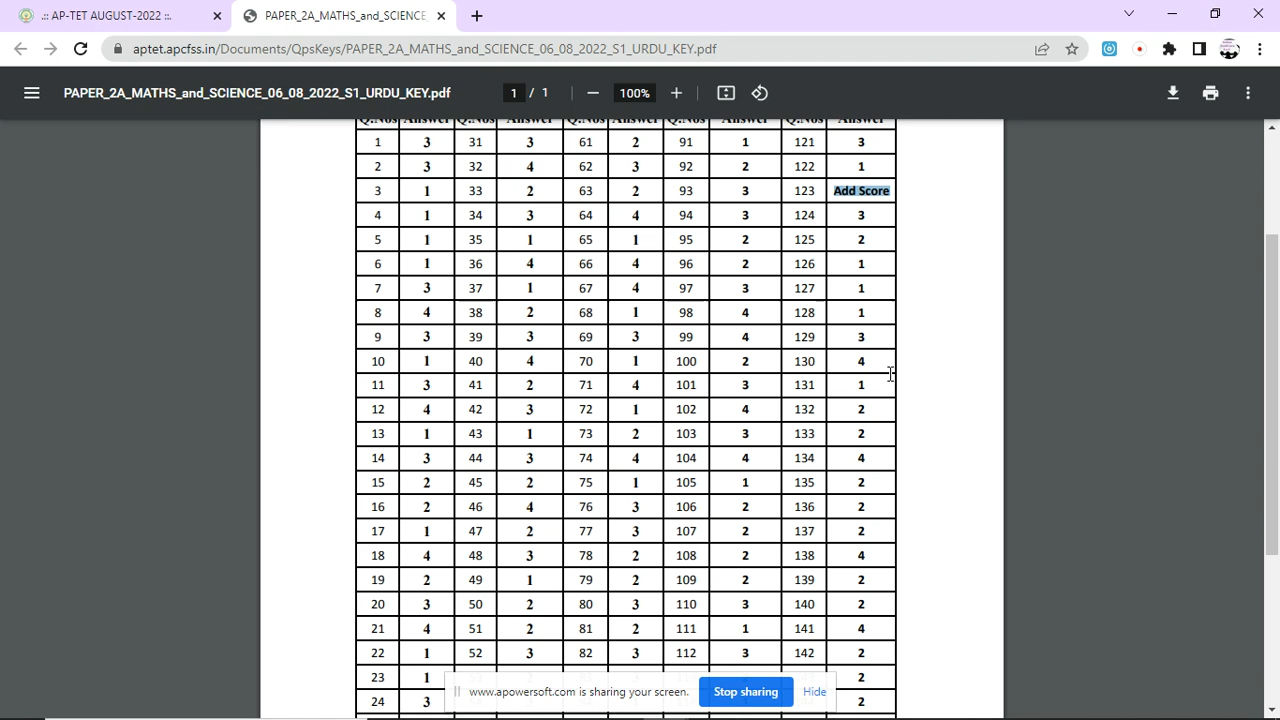 .:: AP-TET AUGUST-2022 ::.
PAPER_2A_MATHS_and_SCIENCE_
aptet.apcfss.in/Documents/QpsKeys/PAPER_2A_MATHS_and_SCIENCE_06_08_2022_S1_URDU_KEY.pdf
PAPER_2A_MATHS_and_SCIENCE_06_08_2022_S1_URDU_KEY.pdf 1 / 1 100%
Q.Nos Answer Q.Nos Answer Q.Nos Answer Q.Nos Answer Q.Nos Answer
1 3 31 3 61 2 91 1 121 3
2 3 32 4 62 3 92 2 122 1
3 1 33 2 63 2 93 3 123 Add Score
4 1 34 3 64 4 94 3 124 3
5 1 35 1 65 1 95 2 125 2
6 1 36 4 66 4 96 2 126 1
7 3 37 1 67 4 97 3 127 1
8 4 38 2 68 1 98 4 128 1
9 3 39 3 69 3 99 4 129 3
10 1 40 4 70 1 100 2 130 4
11 3 41 2 71 4 101 3 131 1
12 4 42 3 72 1 102 4 132 2
13 1 43 1 73 2 103 3 133 2
14 3 44 3 74 4 104 4 134 4
15 2 45 2 75 1 105 1 135 2
16 2 46 4 76 3 106 2 136 2
17 1 47 2 77 3 107 2 137 2
18 4 48 3 78 2 108 2 138 4
19 2 49 1 79 2 109 2 139 2
20 3 50 2 80 3 110 3 140 2
21 4 51 2 81 2 111 1 141 4
22 1 52 3 82 3 112 3 142 2
23 1 2
24 3 2
www.apowersoft.com is sharing your screen. Stop sharing Hide